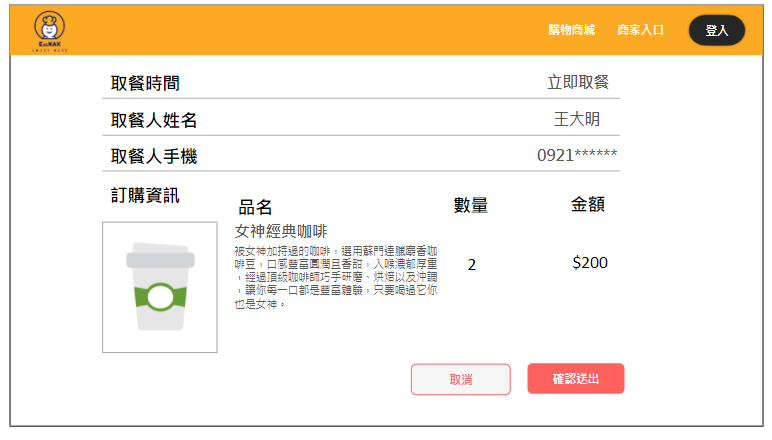 購物商城
商家入口
登入
取餐時間 立即取餐
取餐人姓名 王大明
取餐人手機 0921******
訂購資訊
品名 數量 金額
女神經典咖啡
被女神加持過的咖啡，選用蘇門達臘麝香咖
啡豆，口感豐富圓潤且香甜，入喉濃郁厚重
，經過頂級咖啡師巧手研磨、烘焙以及沖調
，讓你每一口都是豐富體驗，只要喝過它你
也是女神。
2 $200
取消 確認送出